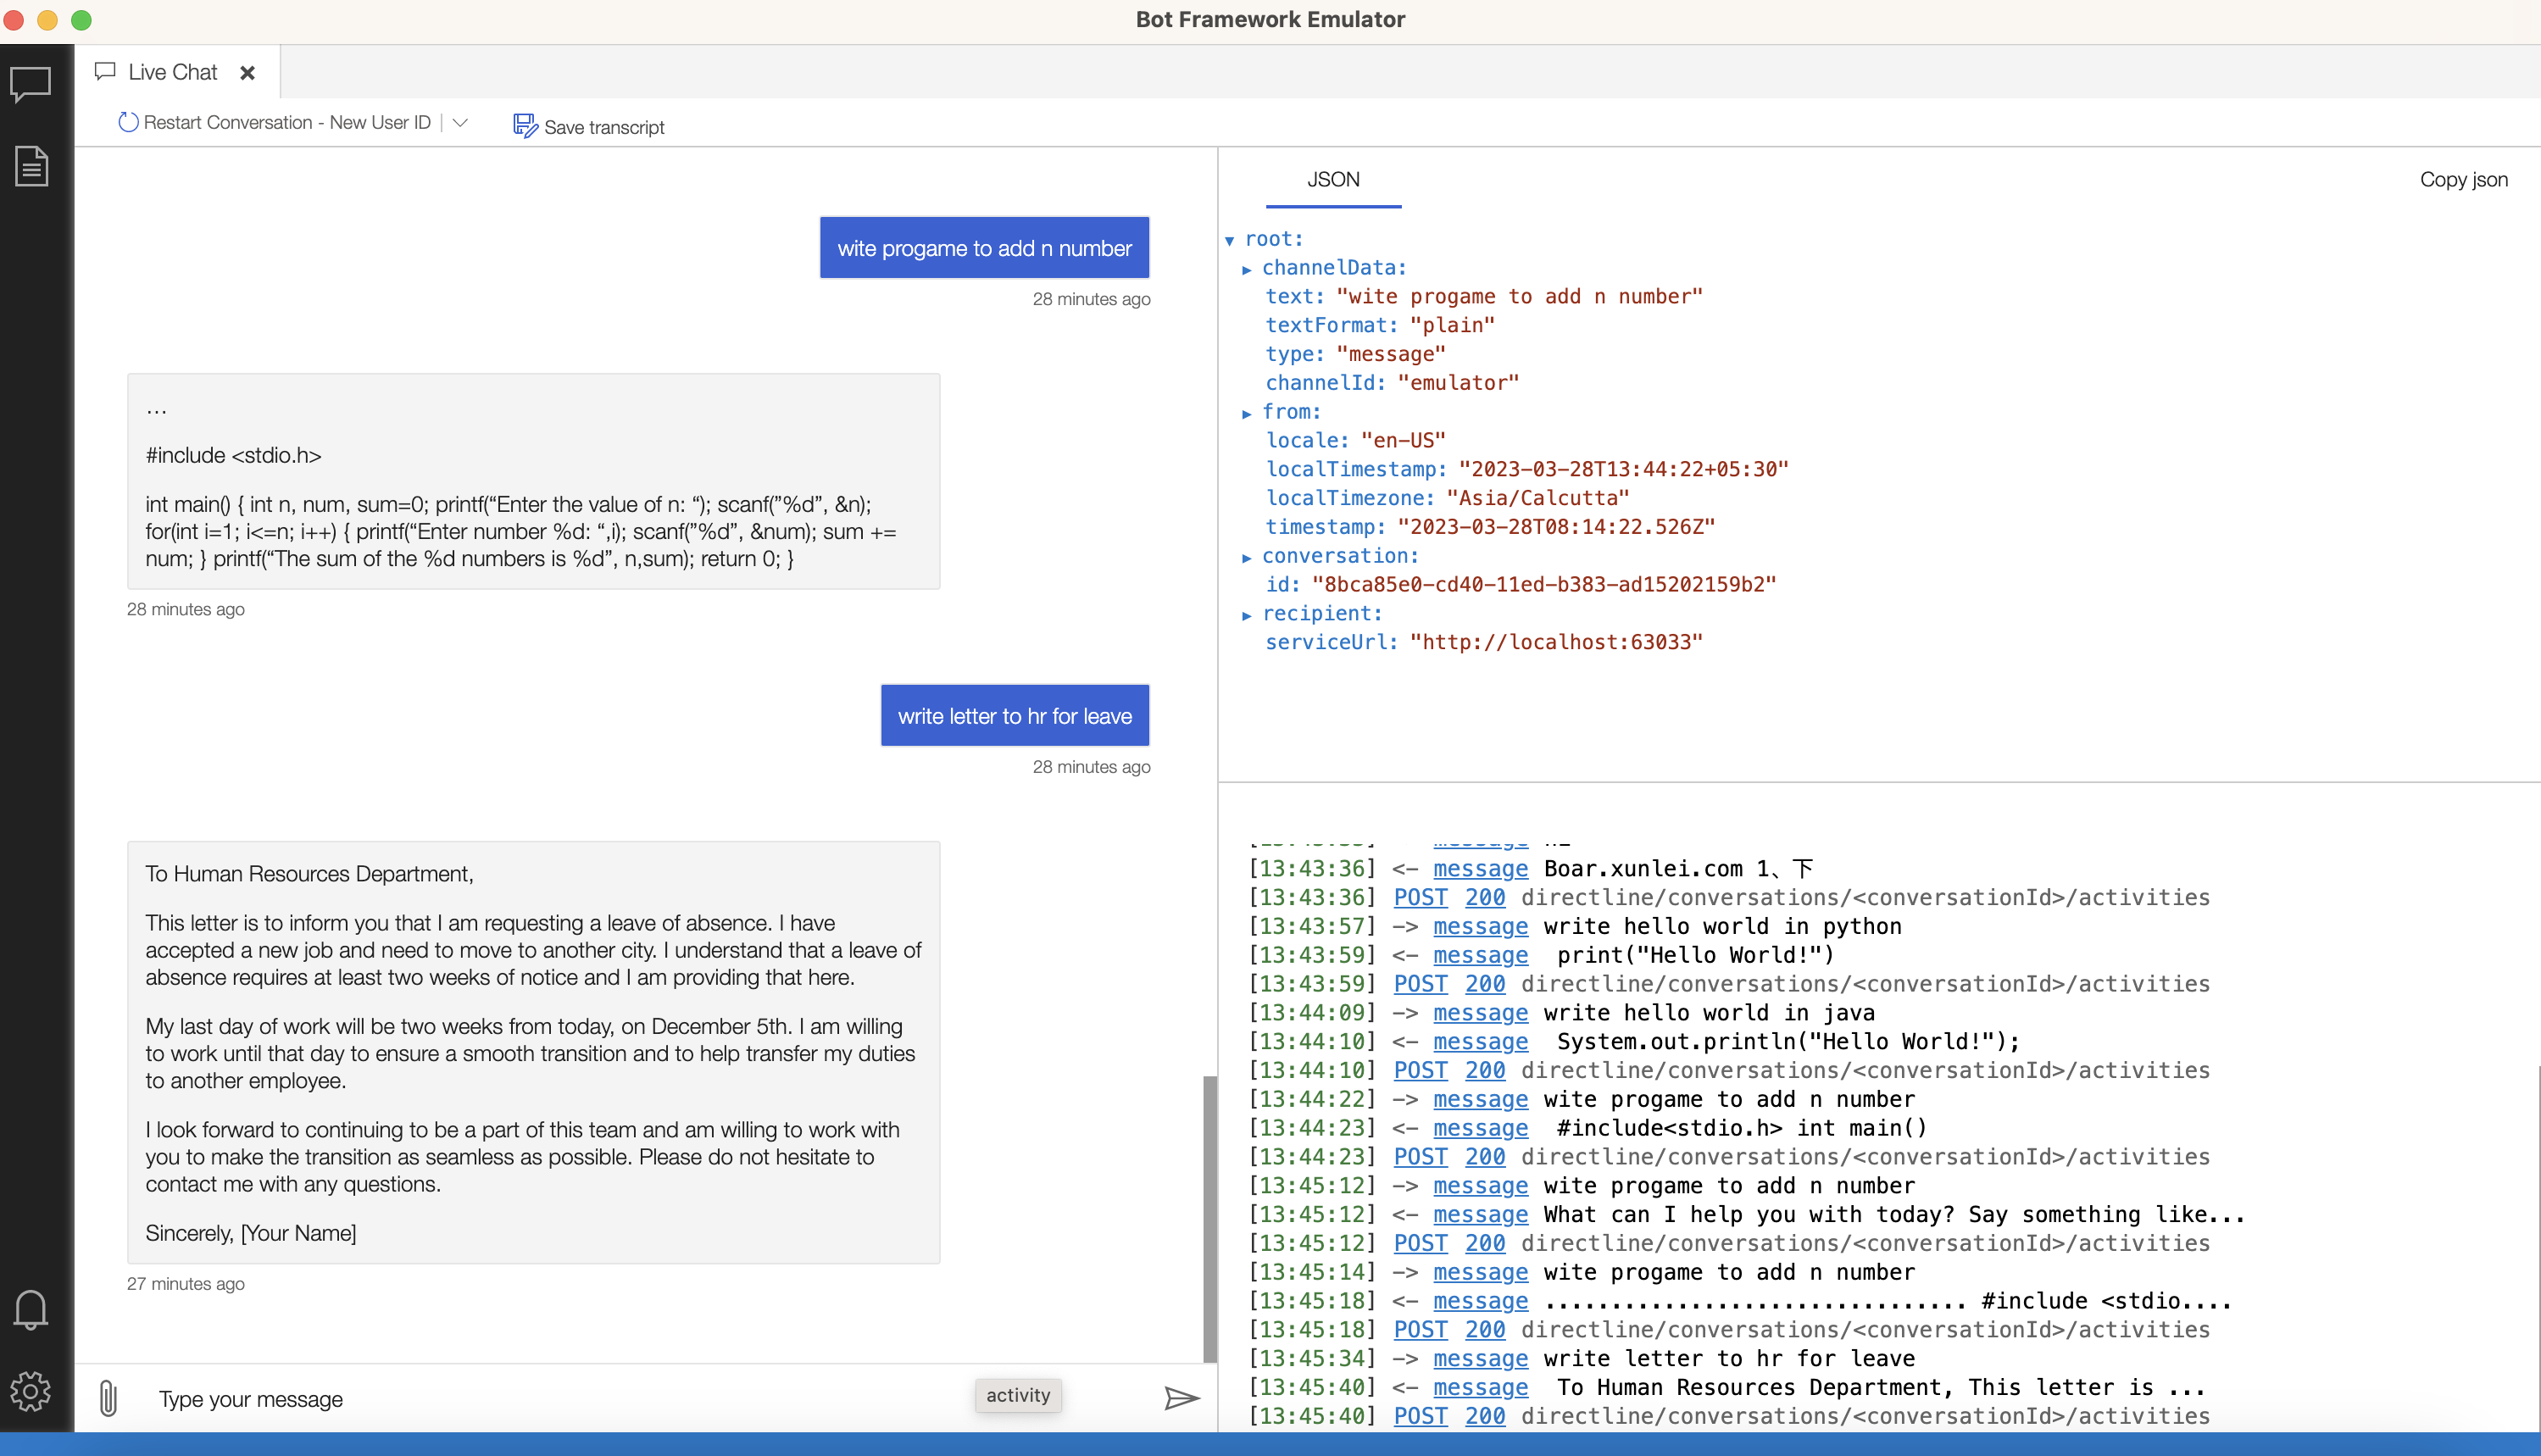 Bot Framework Emulator
Live Chat
Restart Conversation - New User ID
Save transcript
wite progame to add n number
28 minutes ago
...
#include <stdio.h>
int main() { int n, num, sum=0; printf(“Enter the value of n: “); scanf(”%d”, &n);
for(int i=1; i<=n; i++) { printf(“Enter number %d: “,i); scanf(”%d”, &num); sum +=
num; } printf(“The sum of the %d numbers is %d”, n,sum); return 0; }
28 minutes ago
write letter to hr for leave
28 minutes ago
To Human Resources Department,
This letter is to inform you that I am requesting a leave of absence. I have
accepted a new job and need to move to another city. I understand that a leave of
absence requires at least two weeks of notice and I am providing that here.
My last day of work will be two weeks from today, on December 5th. I am willing
to work until that day to ensure a smooth transition and to help transfer my duties
to another employee.
I look forward to continuing to be a part of this team and am willing to work with
you to make the transition as seamless as possible. Please do not hesitate to
contact me with any questions.
Sincerely, [Your Name]
27 minutes ago
Type your message
activity
JSON
Copy json
root:
channelData:
text: "wite progame to add n number"
textFormat: "plain"
type: "message"
channelId: "emulator"
from:
locale: "en-US"
localTimestamp: "2023-03-28T13:44:22+05:30"
localTimezone: "Asia/Calcutta"
timestamp: "2023-03-28T08:14:22.526Z"
conversation:
id: "8bca85e0-cd40-11ed-b383-ad15202159b2"
recipient:
serviceUrl: "http://localhost:63033"
message
[13:43:36] <- message Boar.xunlei.com 1、下
[13:43:36] POST 200 directline/conversations/<conversationId>/activities
[13:43:57] -> message write hello world in python
[13:43:59] <- message print("Hello World!")
[13:43:59] POST 200 directline/conversations/<conversationId>/activities
[13:44:09] -> message write hello world in java
[13:44:10] <- message System.out.println("Hello World!");
[13:44:10] POST 200 directline/conversations/<conversationId>/activities
[13:44:22] -> message wite progame to add n number
[13:44:23] <- message #include<stdio.h> int main()
[13:44:23] POST 200 directline/conversations/<conversationId>/activities
[13:45:12] -> message wite progame to add n number
[13:45:12] <- message What can I help you with today? Say something like...
[13:45:12] POST 200 directline/conversations/<conversationId>/activities
[13:45:14] -> message wite progame to add n number
[13:45:18] <- message ................................ #include <stdio....
[13:45:18] POST 200 directline/conversations/<conversationId>/activities
[13:45:34] -> message write letter to hr for leave
[13:45:40] <- message To Human Resources Department, This letter is ...
[13:45:40] POST 200 directline/conversations/<conversationId>/activities